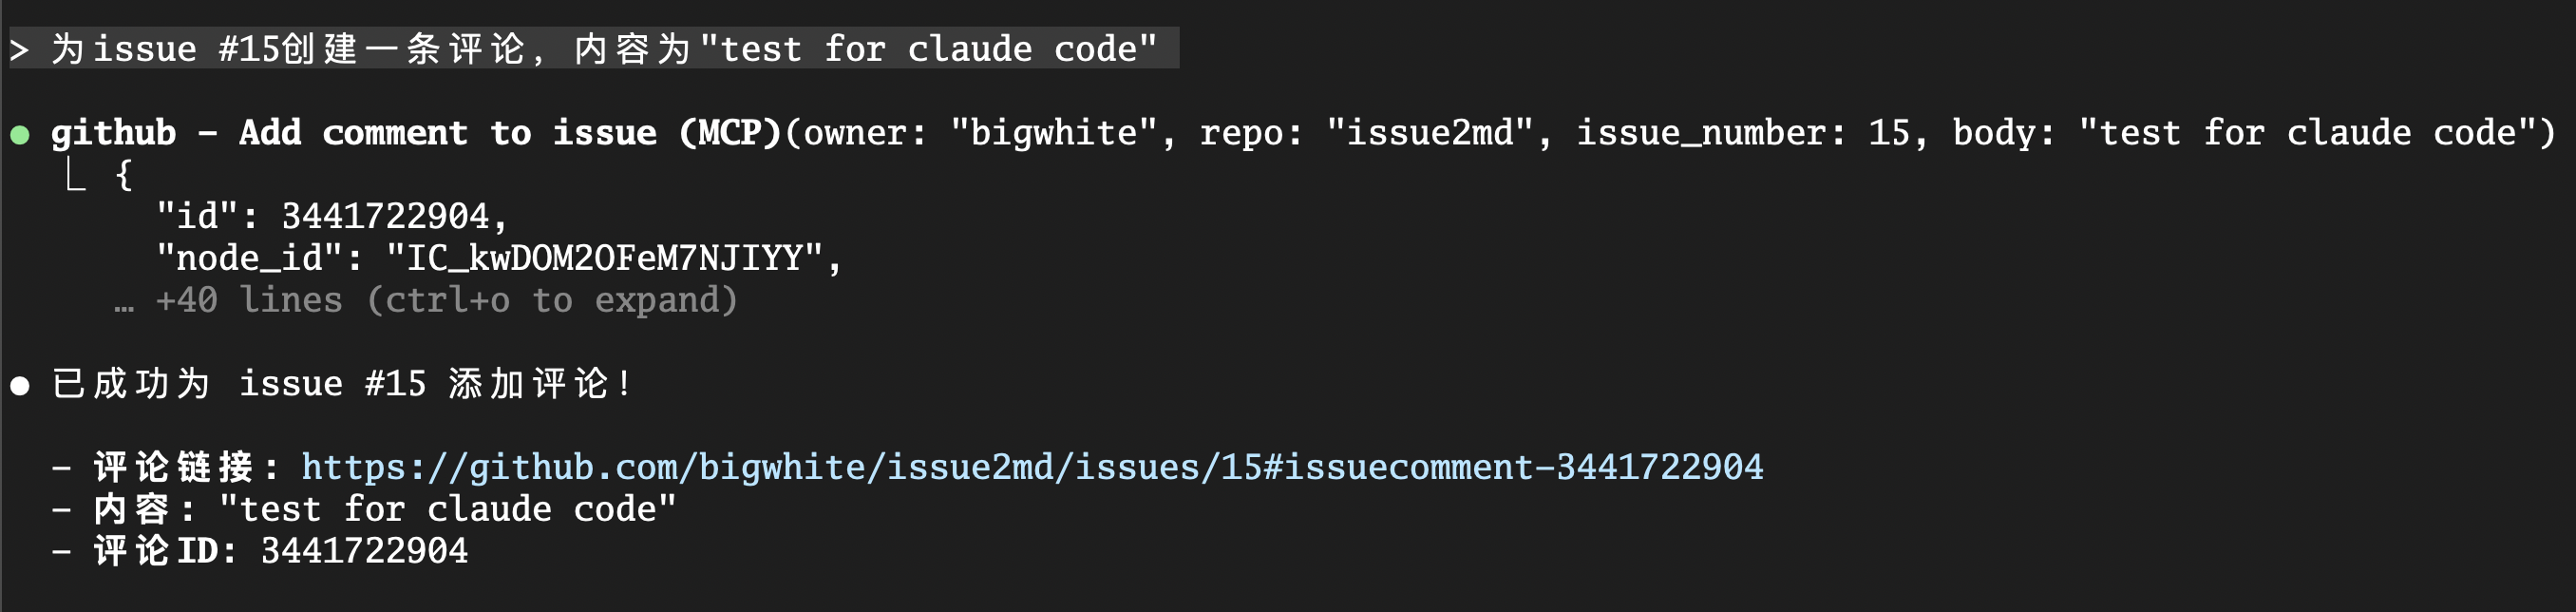 > 为issue #15创建一条评论, 内容为"test for claude code"
● github - Add comment to issue (MCP)(owner: "bigwhite", repo: "issue2md", issue_number: 15, body: "test for claude code")
⎿ {
"id": 3441722904,
"node_id": "IC_kwDOM2OFeM7NJIYY",
… +40 lines (ctrl+o to expand)
● 已成功为 issue #15 添加评论!
- 评论链接: https://github.com/bigwhite/issue2md/issues/15#issuecomment-3441722904
- 内容: "test for claude code"
- 评论ID: 3441722904